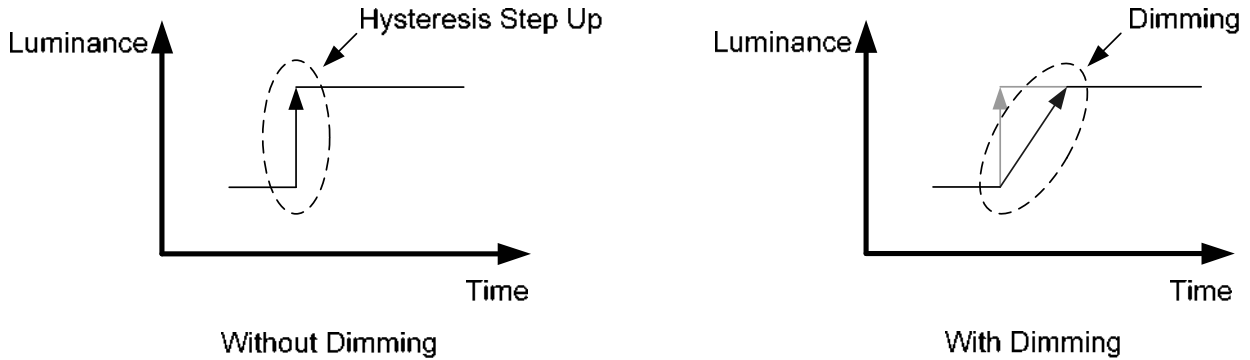 Hysteresis Step Up
Luminance
Time
Without Dimming
Dimming
Luminance
Time
With Dimming